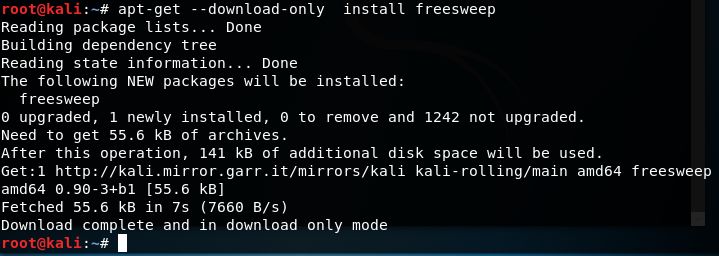 root@kali:~# apt-get --download-only  install freesweep
Reading package lists... Done
Building dependency tree
Reading state information... Done
The following NEW packages will be installed:
  freesweep
0 upgraded, 1 newly installed, 0 to remove and 1242 not upgraded.
Need to get 55.6 kB of archives.
After this operation, 141 kB of additional disk space will be used.
Get:1 http://kali.mirror.garr.it/mirrors/kali kali-rolling/main amd64 freesweep
amd64 0.90-3+b1 [55.6 kB]
Fetched 55.6 kB in 7s (7660 B/s)
Download complete and in download only mode
root@kali:~#